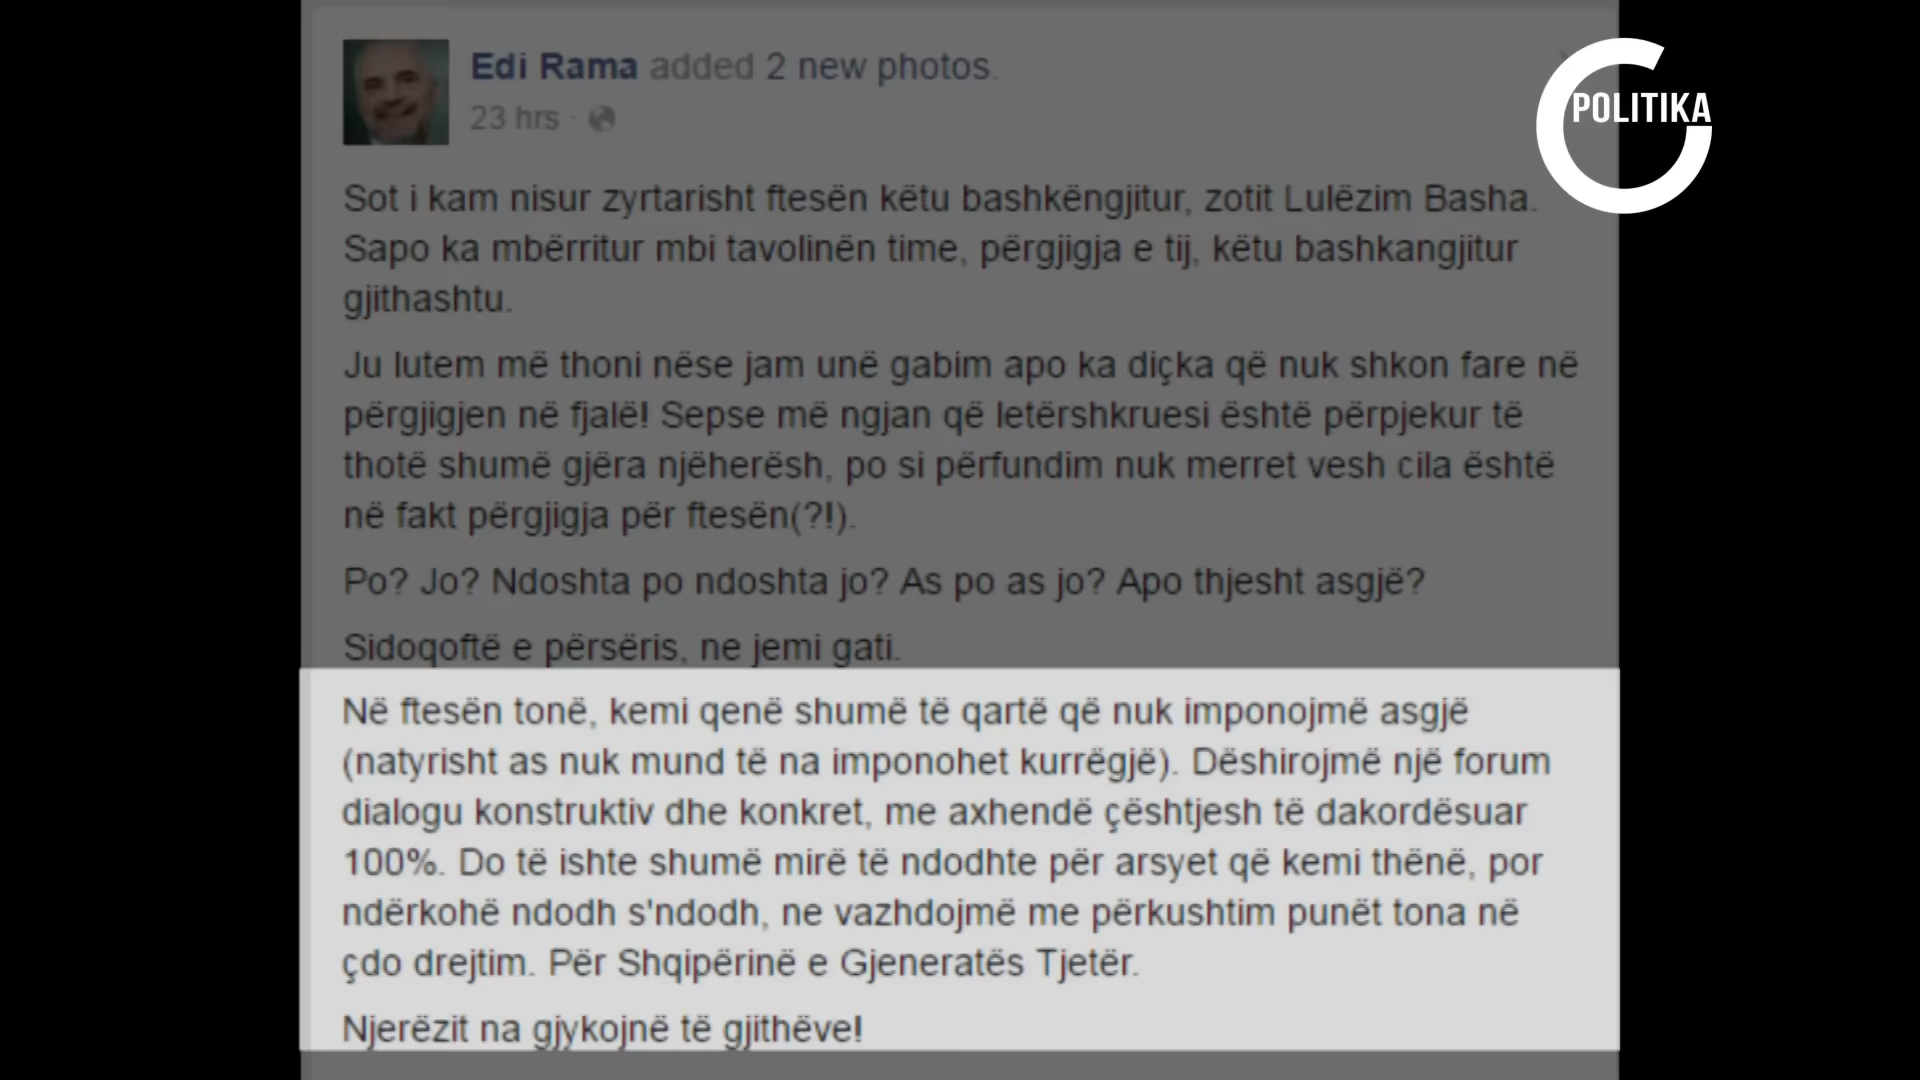 Edi Rama added 2 new photos.
23 hrs ·
POLITIKA
Sot i kam nisur zyrtarisht ftesën këtu bashkëngjitur, zotit Lulëzim Basha.
Sapo ka mbërritur mbi tavolinën time, përgjigja e tij, këtu bashkangjitur
gjithashtu.
Ju lutem më thoni nëse jam unë gabim apo ka diçka që nuk shkon fare në
përgjigjen në fjalë! Sepse më ngjan që letërshkruesi është përpjekur të
thotë shumë gjëra njëherësh, po si përfundim nuk merret vesh cila është
në fakt përgjigja për ftesën(?!).
Po? Jo? Ndoshta po ndoshta jo? As po as jo? Apo thjesht asgjë?
Sidoqoftë e përsëris, ne jemi gati.
Në ftesën tonë, kemi qenë shumë të qartë që nuk imponojmë asgjë
(natyrisht as nuk mund të na imponohet kurrëgjë). Dëshirojmë një forum
dialogu konstruktiv dhe konkret, me axhendë çështjesh të dakordësuar
100%. Do të ishte shumë mirë të ndodhte për arsyet që kemi thënë, por
ndërkohë ndodh s'ndodh, ne vazhdojmë me përkushtim punët tona në
çdo drejtim. Për Shqipërinë e Gjeneratës Tjetër.
Njerëzit na gjykojnë të gjithëve!